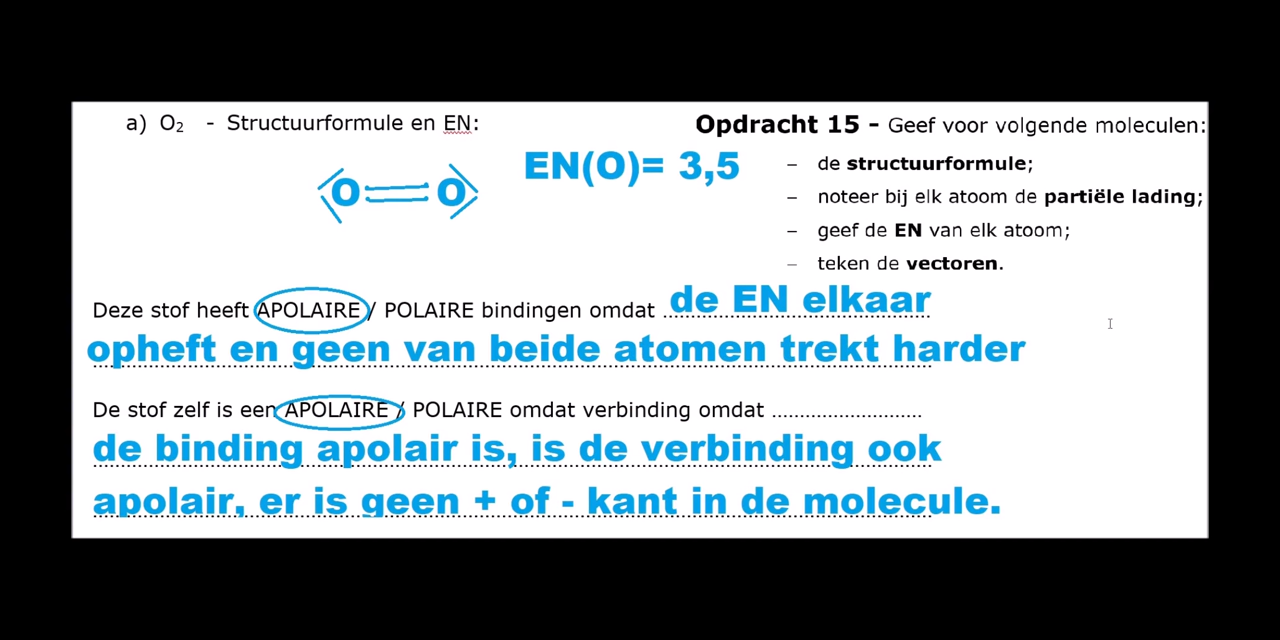 a) O₂ - Structuurformule en EN:
Opdracht 15 - Geef voor volgende moleculen:
– de structuurformule;
– noteer bij elk atoom de partiële lading;
– geef de EN van elk atoom;
– teken de vectoren.
EN(O)= 3,5
O O
Deze stof heeft APOLAIRE / POLAIRE bindingen omdat de EN elkaar
opheft en geen van beide atomen trekt harder
De stof zelf is een APOLAIRE / POLAIRE omdat verbinding omdat ..........................
de binding apolair is, is de verbinding ook
apolair, er is geen + of - kant in de molecule.